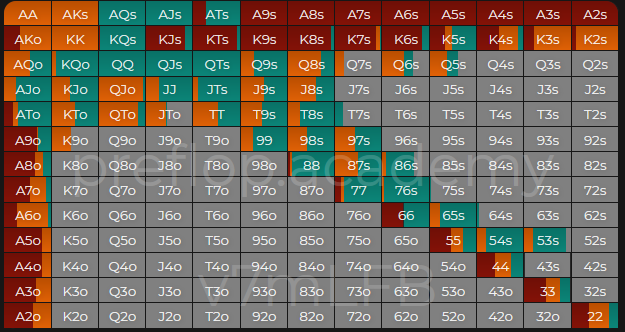 AA AKs AQs AJs ATs A9s A8s A7s A6s A5s A4s A3s A2s
AKo KK KQs KJs KTs K9s K8s K7s K6s K5s K4s K3s K2s
AQo KQo QQ QJs QTs Q9s Q8s Q7s Q6s Q5s Q4s Q3s Q2s
AJo KJo QJo JJ JTs J9s J8s J7s J6s J5s J4s J3s J2s
ATo KTo QTo JTo TT T9s T8s T7s T6s T5s T4s T3s T2s
A9o K9o Q9o J9o T9o 99 98s 97s 96s 95s 94s 93s 92s
A8o K8o Q8o J8o T8o 98o 88 87s 86s 85s 84s 83s 82s
preflop.academy
A7o K7o Q7o J7o T7o 97o 87o 77 76s 75s 74s 73s 72s
A6o K6o Q6o J6o T6o 96o 86o 76o 66 65s 64s 63s 62s
A5o K5o Q5o J5o T5o 95o 85o 75o 65o 55 54s 53s 52s
A4o K4o Q4o J4o T4o 94o 84o 74o 64o 54o 44 43s 42s
v7mLFB
A3o K3o Q3o J3o T3o 93o 83o 73o 63o 53o 43o 33 32s
A2o K2o Q2o J2o T2o 92o 82o 72o 62o 52o 42o 32o 22